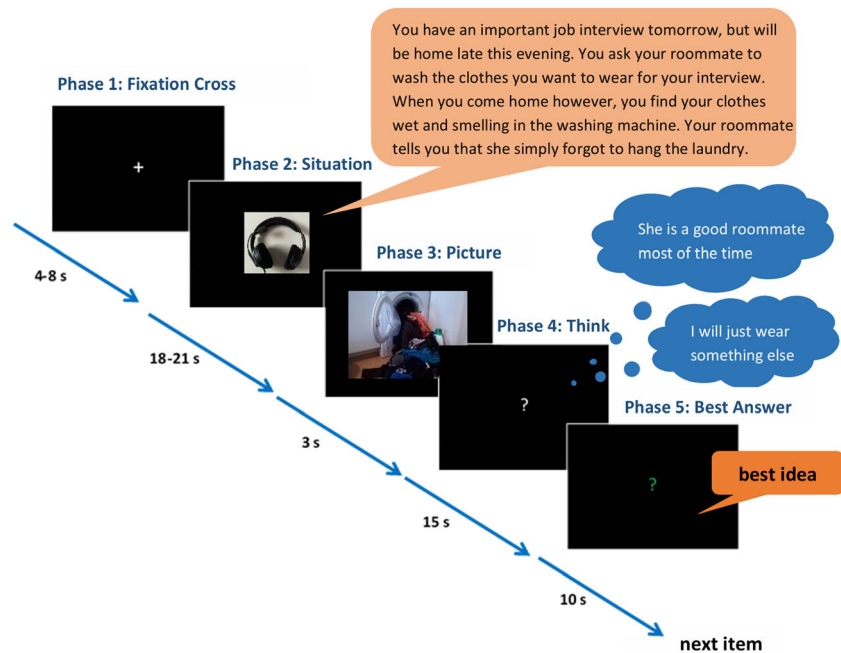 You have an important job interview tomorrow, but will
be home late this evening. You ask your roommate to
wash the clothes you want to wear for your interview.
When you come home however, you find your clothes
wet and smelling in the washing machine. Your roommate
tells you that she simply forgot to hang the laundry.
Phase 1: Fixation Cross
+
Phase 2: Situation
Phase 3: Picture
She is a good roommate
most of the time
Phase 4: Think
I will just wear
something else
?
Phase 5: Best Answer
?
best idea
4-8 s
18-21 s
3 s
15 s
10 s
next item